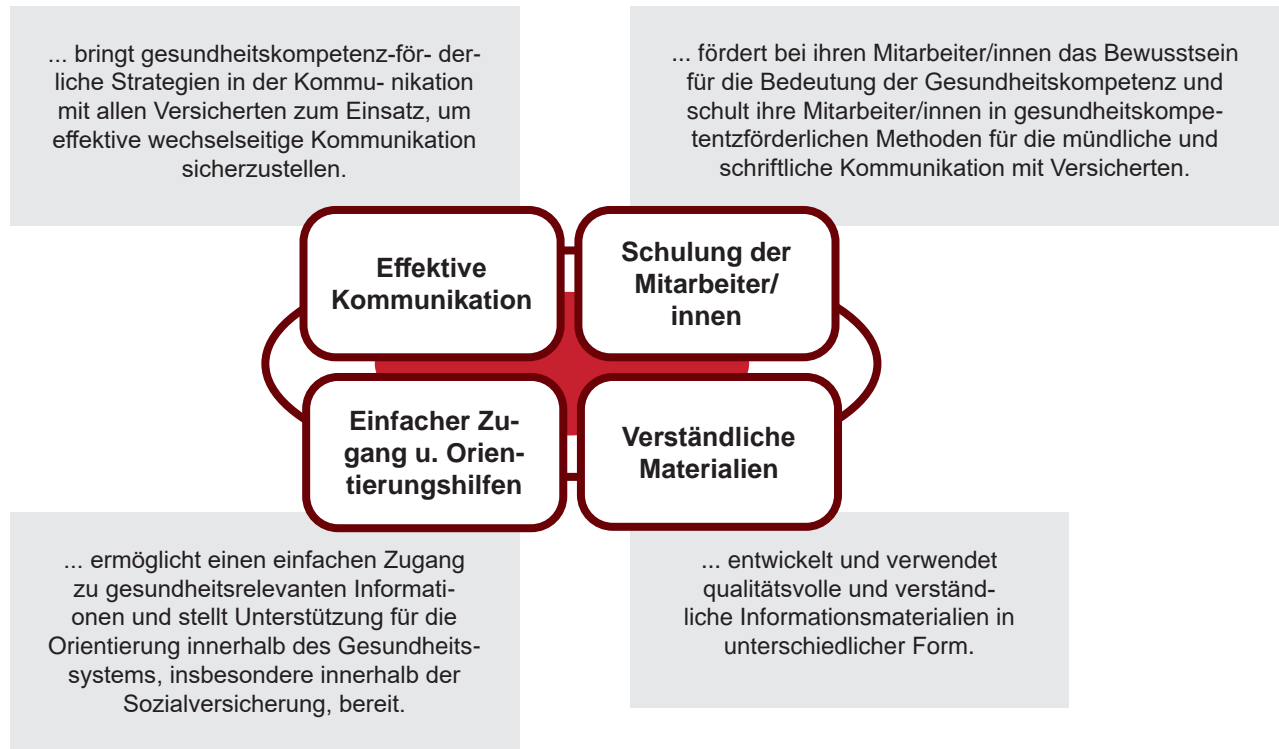 ... bringt gesundheitskompetenz-för- der-
liche Strategien in der Kommu- nikation
mit allen Versicherten zum Einsatz, um
effektive wechselseitige Kommunikation
sicherzustellen.
... fördert bei ihren Mitarbeiter/innen das Bewusstsein
für die Bedeutung der Gesundheitskompetenz und
schult ihre Mitarbeiter/innen in gesundheitskompe-
tentzförderlichen Methoden für die mündliche und
schriftliche Kommunikation mit Versicherten.
Effektive
Kommunikation
Schulung der
Mitarbeiter/
innen
Einfacher Zu-
gang u. Orien-
tierungshilfen
Verständliche
Materialien
... ermöglicht einen einfachen Zugang
zu gesundheitsrelevanten Informati-
onen und stellt Unterstützung für die
Orientierung innerhalb des Gesundheits-
systems, insbesondere innerhalb der
Sozialversicherung, bereit.
... entwickelt und verwendet
qualitätsvolle und verständ-
liche Informationsmaterialien in
unterschiedlicher Form.